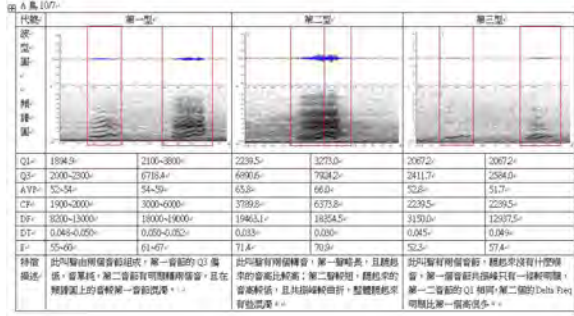 A 鳥 10/7
代號 第一型 第二型 第三型
波型圖
頻譜圖
Q1 1894.9 2100~3800 2239.5 3273.0 2067.2 2067.2
Q3 2000~2300 6718.4 6890.6 7924.2 2411.7 2584.0
AVP 52~54 54~59 65.8 66.0 52.8 51.7
CF 1900~2000 3000~6000 3789.8 6373.8 2239.5 2239.5
DF 8200~13000 18000~19000 19463.1 18354.5 3150.0 12937.5
DT 0.048~0.050 0.050~0.052 0.033 0.030 0.045 0.049
E 55~60 61~67 71.4 70.9 52.3 57.4
特徵描述
此叫聲由兩個音節組成,第一音節的 Q3 偏
低,音單純,第二音節有明顯轉兩個音,且在
頻譜圖上的音較第一音節混濁。
此叫聲有兩個轉音,第一聲略長,且聽起
來的音高比較高;第二聲較短,聽起來的
音高較低,且共振峰較曲折,整體聽起來
有些混濁。
此叫聲有兩個音節,聽起來沒有什麼轉
音,第一個音節共振峰只有一條較明顯,
第一二音節的 Q1 相同,第二個的 Delta Freq
明顯比第一個高很多。